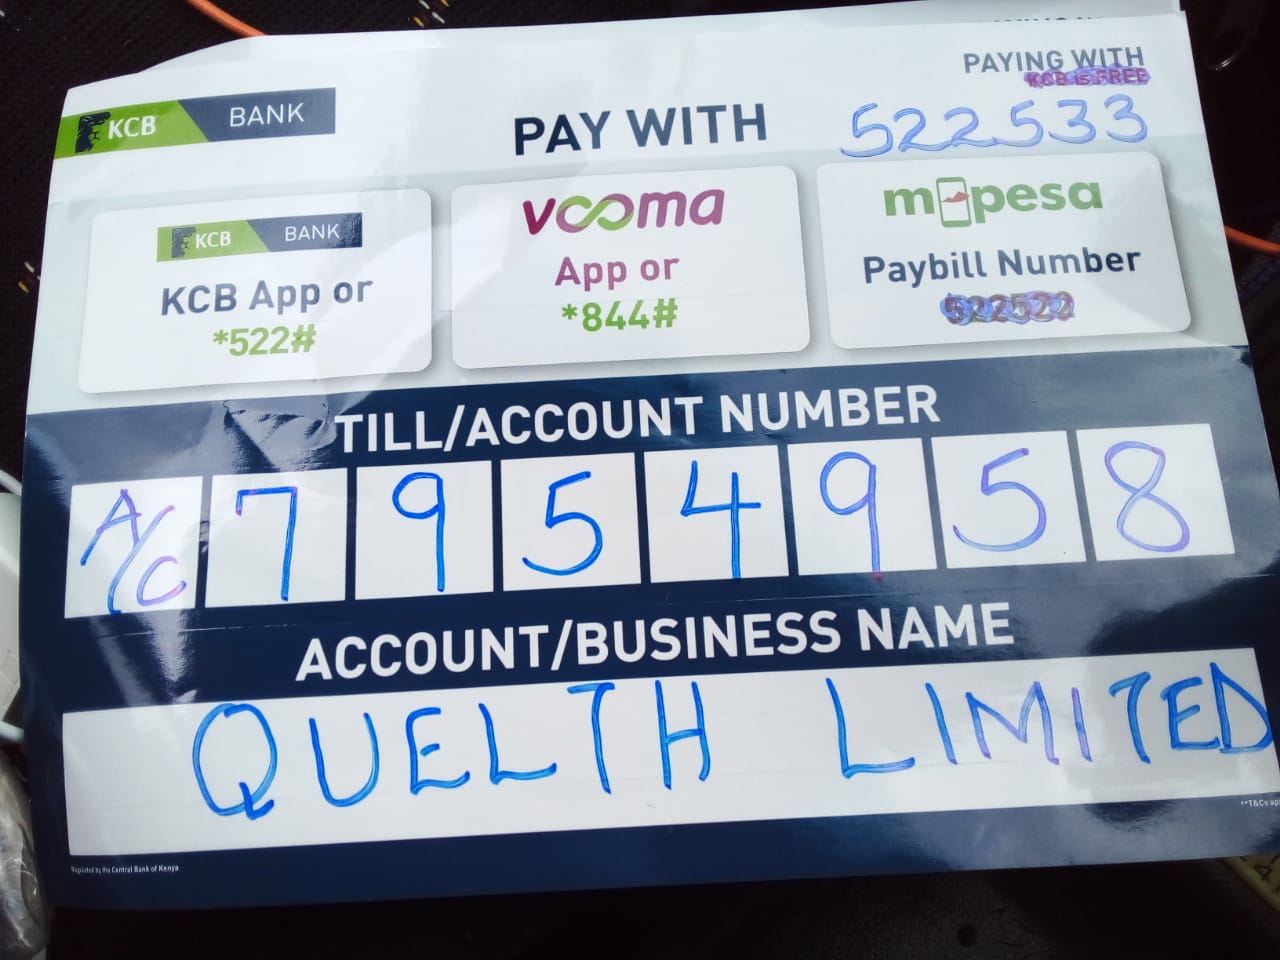 PAYING WITH
KCB is FREE
KCB BANK
PAY WITH
522533
KCB BANK
KCB App or
*522#
vooma
App or
*844#
m-pesa
Paybill Number
522522
TILL/ACCOUNT NUMBER
A/C 7 9 5 4 9 5 8
ACCOUNT/BUSINESS NAME
QUELTH LIMITED
**T&Cs ap
Regulated by the Central Bank of Kenya